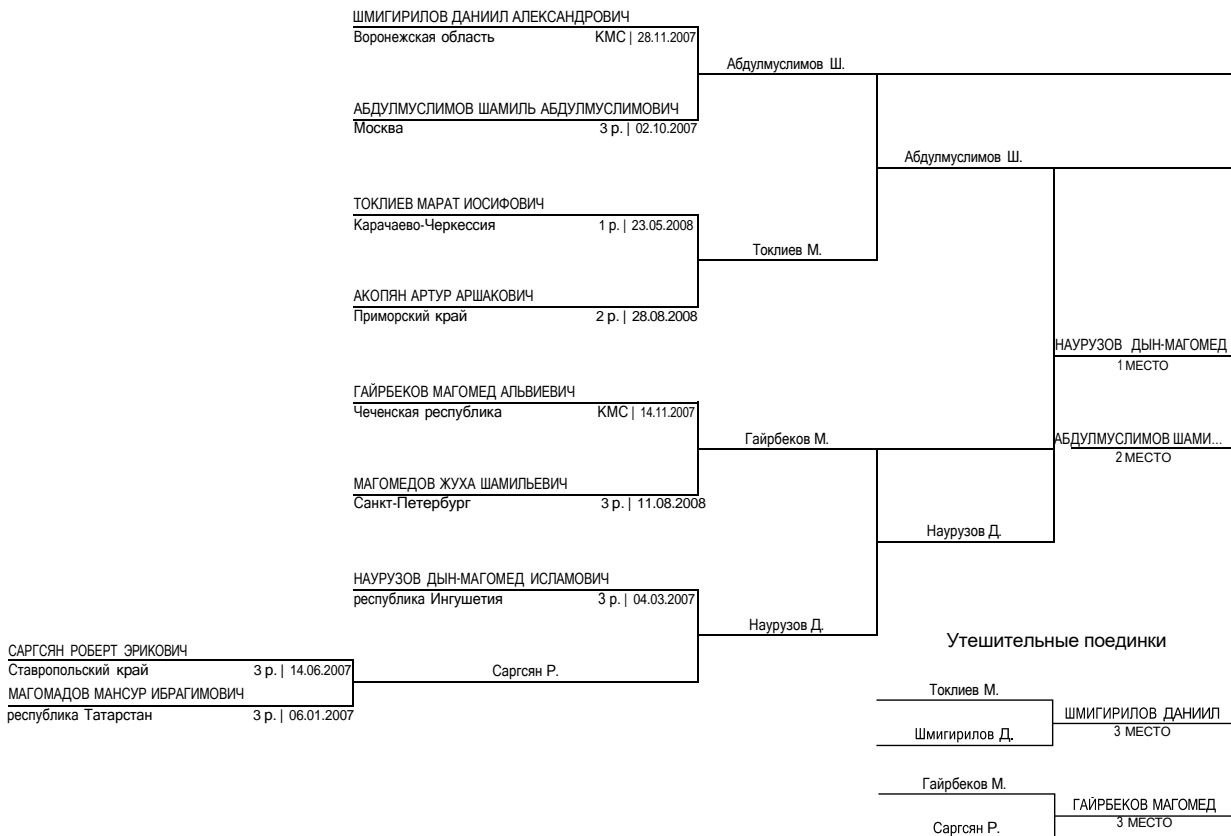 ШМИГИРИЛОВ ДАНИИЛ АЛЕКСАНДРОВИЧ
Воронежская область КМС | 28.11.2007
Абдулмуслимов Ш.
АБДУЛМУСЛИМОВ ШАМИЛЬ АБДУЛМУСЛИМОВИЧ
Москва 3 р. | 02.10.2007
Абдулмуслимов Ш.
ТОКЛИЕВ МАРАТ ИОСИФОВИЧ
Карачаево-Черкессия 1 р. | 23.05.2008
Токлиев М.
АКОПЯН АРТУР АРШАКОВИЧ
Приморский край 2 р. | 28.08.2008
НАУРУЗОВ ДЫН-МАГОМЕД
1 МЕСТО
ГАЙРБЕКОВ МАГОМЕД АЛЬВИЕВИЧ
Чеченская республика КМС | 14.11.2007
Гайрбеков М.
АБДУЛМУСЛИМОВ ШАМИ...
2 МЕСТО
МАГОМЕДОВ ЖУХА ШАМИЛЬЕВИЧ
Санкт-Петербург 3 р. | 11.08.2008
Наурузов Д.
НАУРУЗОВ ДЫН-МАГОМЕД ИСЛАМОВИЧ
республика Ингушетия 3 р. | 04.03.2007
Наурузов Д.
САРГСЯН РОБЕРТ ЭРИКОВИЧ
Ставропольский край 3 р. | 14.06.2007
Саргсян Р.
МАГОМАДОВ МАНСУР ИБРАГИМОВИЧ
республика Татарстан 3 р. | 06.01.2007
Утешительные поединки
Токлиев М.
ШМИГИРИЛОВ ДАНИИЛ
3 МЕСТО
Шмигирилов Д.
Гайрбеков М.
ГАЙРБЕКОВ МАГОМЕД
3 МЕСТО
Саргсян Р.